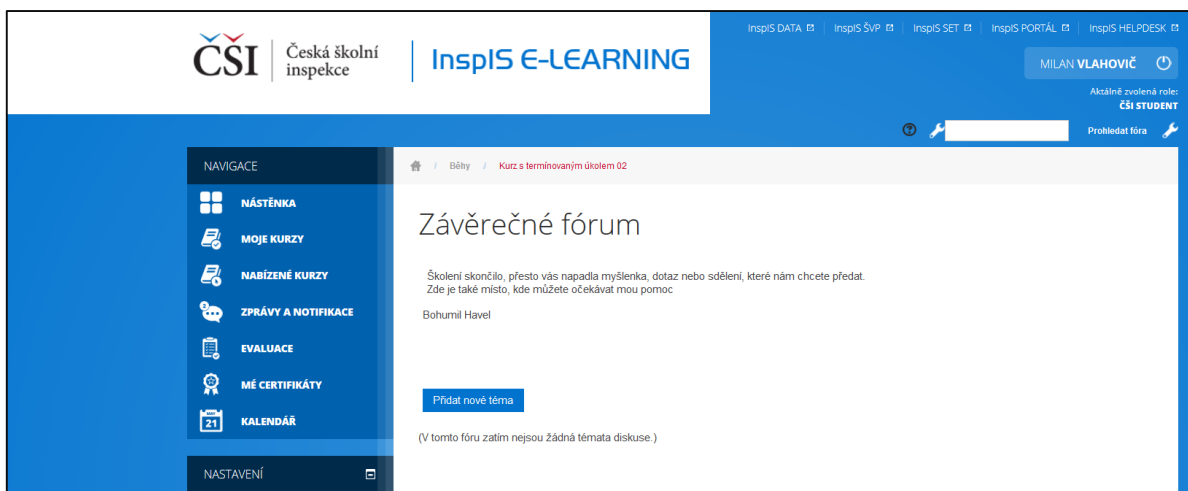 InspIS DATA InspIS ŠVP InspIS SET InspIS PORTÁL InspIS HELPDESK
ČŠI Česká školní
inspekce
InspIS E-LEARNING
MILAN VLAHOVIČ
Aktálně zvolená role:
ČŠI STUDENT
Prohledat fóra
NAVIGACE
/ Běhy / Kurz s termínovaným úkolem 02
NÁSTĚNKA
MOJE KURZY
NABÍZENÉ KURZY
ZPRÁVY A NOTIFIKACE
EVALUACE
MÉ CERTIFIKÁTY
21 KALENDÁŘ
NASTAVENÍ
Závěrečné fórum
Školení skončilo, přesto vás napadla myšlenka, dotaz nebo sdělení, které nám chcete předat.
Zde je také místo, kde můžete očekávat mou pomoc
Bohumil Havel
Přidat nové téma
(V tomto fóru zatím nejsou žádná témata diskuse.)